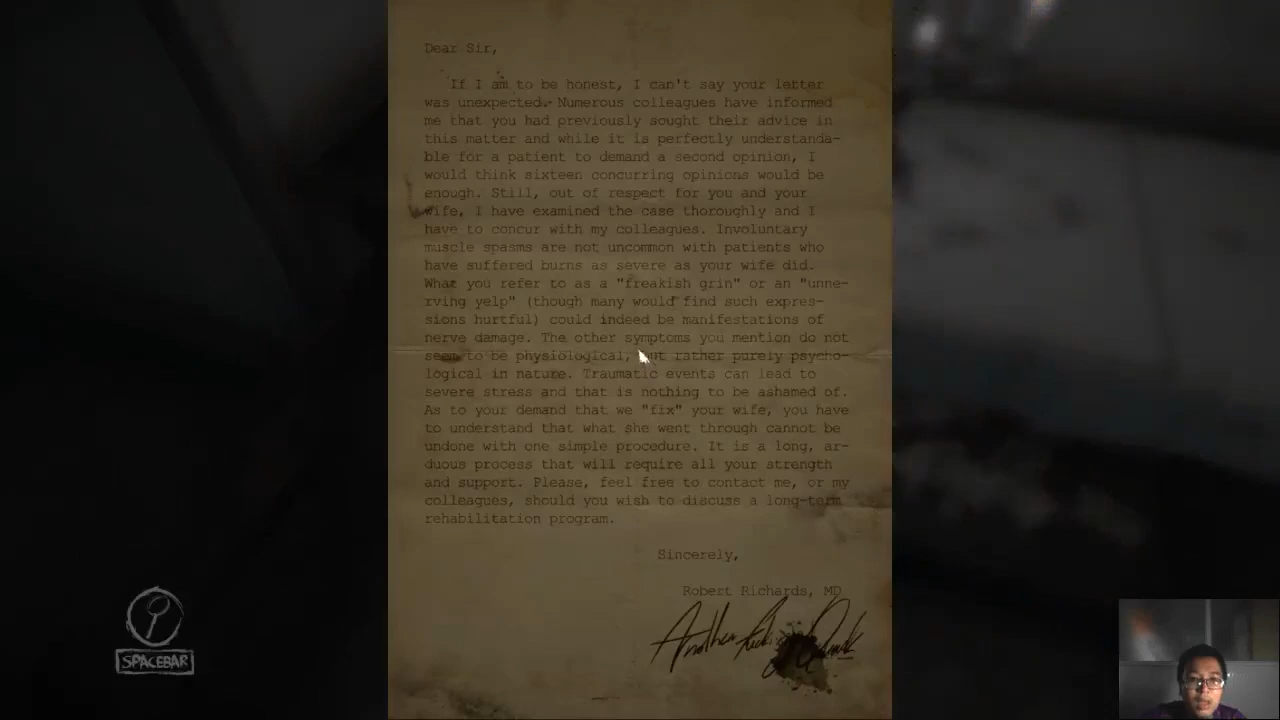 Dear Sir,
If I am to be honest, I can't say your letter
was unexpected. Numerous colleagues have informed
me that you had previously sought their advice in
this matter and while it is perfectly understanda-
ble for a patient to demand a second opinion, I
would think sixteen concurring opinions would be
enough. Still, out of respect for you and your
wife, I have examined the case thoroughly and I
have to concur with my colleagues. Involuntary
muscle spasms are not uncommon with patients who
have suffered burns as severe as your wife did.
What you refer to as a "freakish grin" or an "unne-
rving yelp" (though many would find such expres-
sions hurtful) could indeed be manifestations of
nerve damage. The other symptoms you mention do not
seem to be physiological, but rather purely psycho-
logical in nature. Traumatic events can lead to
severe stress and that is nothing to be ashamed of.
As to your demand that we "fix" your wife, you have
to understand that what she went through cannot be
undone with one simple procedure. It is a long, ar-
duous process that will require all your strength
and support. Please, feel free to contact me, or my
colleagues, should you wish to discuss a long-term
rehabilitation program.
Sincerely,
Robert Richards, MD
Another
SPACEBAR